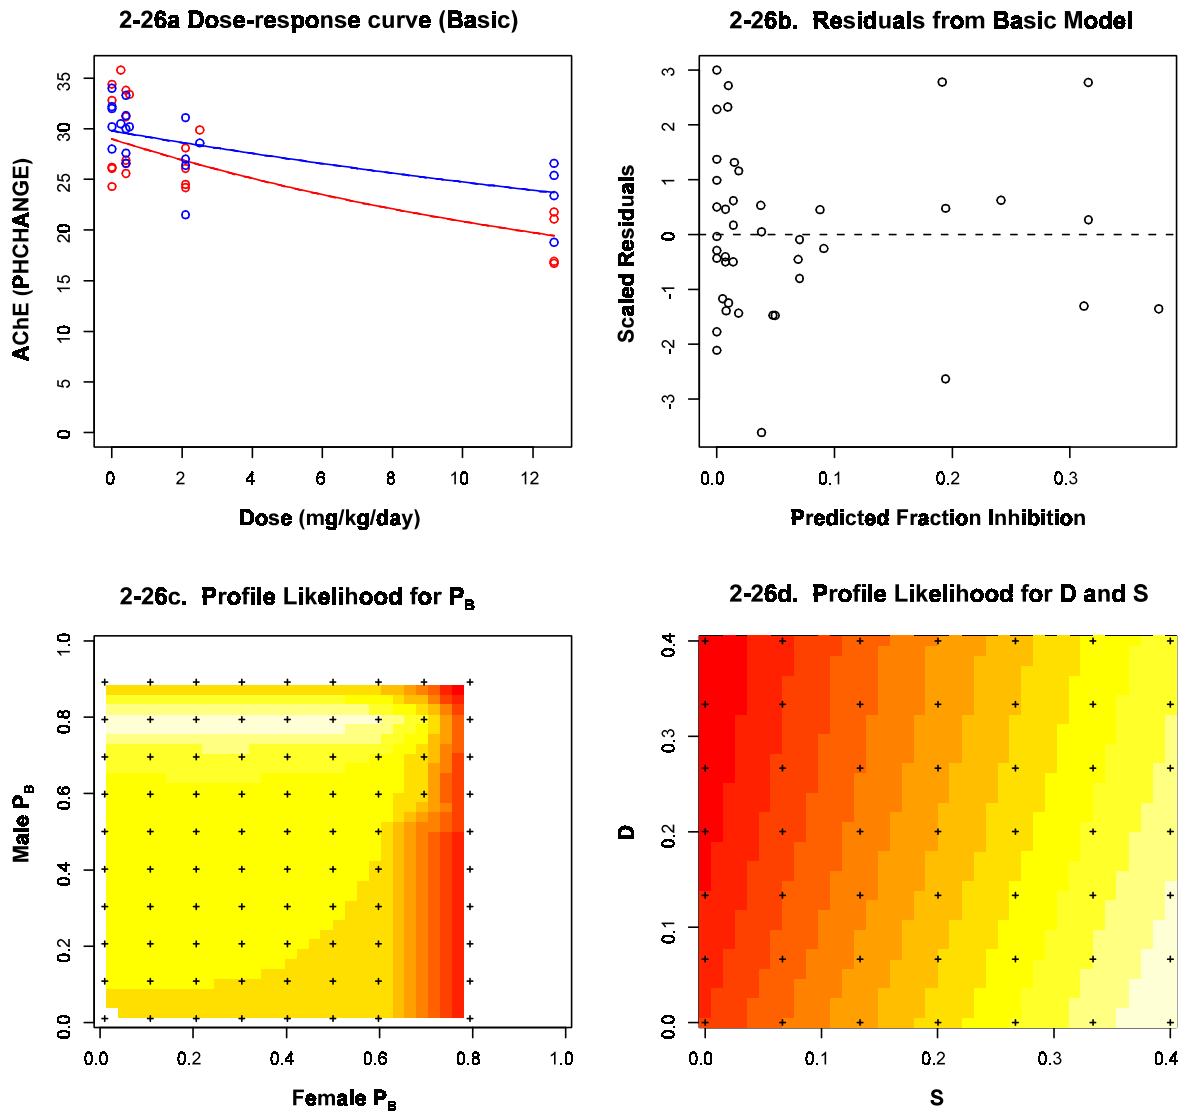 2-26a Dose-response curve (Basic)
AChE (PHCHANGE)
35
30
25
20
15
10
5
0
0 2 4 6 8 10 12
Dose (mg/kg/day)
2-26b. Residuals from Basic Model
Scaled Residuals
3
2
1
0
-1
-2
-3
0.0 0.1 0.2 0.3
Predicted Fraction Inhibition
2-26c. Profile Likelihood for PB
Male PB
1.0
0.8
0.6
0.4
0.2
0.0
0.0 0.2 0.4 0.6 0.8 1.0
Female PB
2-26d. Profile Likelihood for D and S
D
0.4
0.3
0.2
0.1
0.0
0.0 0.1 0.2 0.3 0.4
S